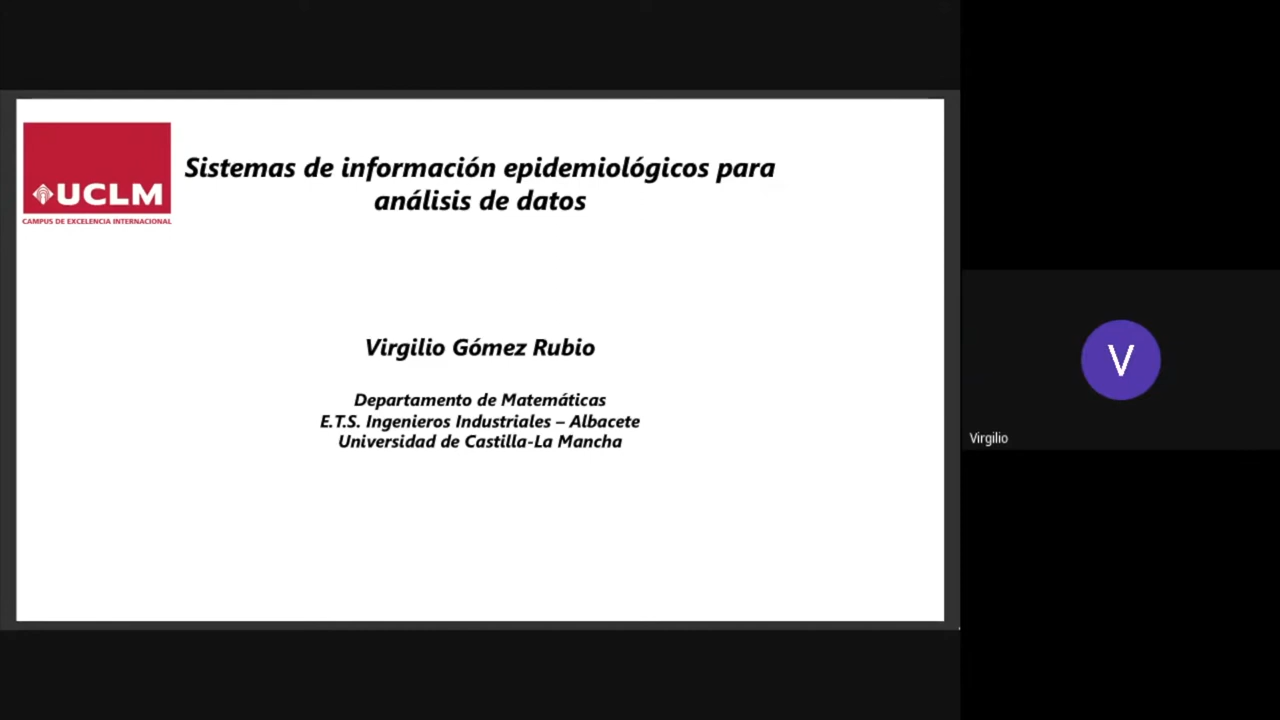 Sistemas de información epidemiológicos para
análisis de datos
UCLM
CAMPUS DE EXCELENCIA INTERNACIONAL
Virgilio Gómez Rubio
Departamento de Matemáticas
E.T.S. Ingenieros Industriales – Albacete
Universidad de Castilla-La Mancha
V
Virgilio